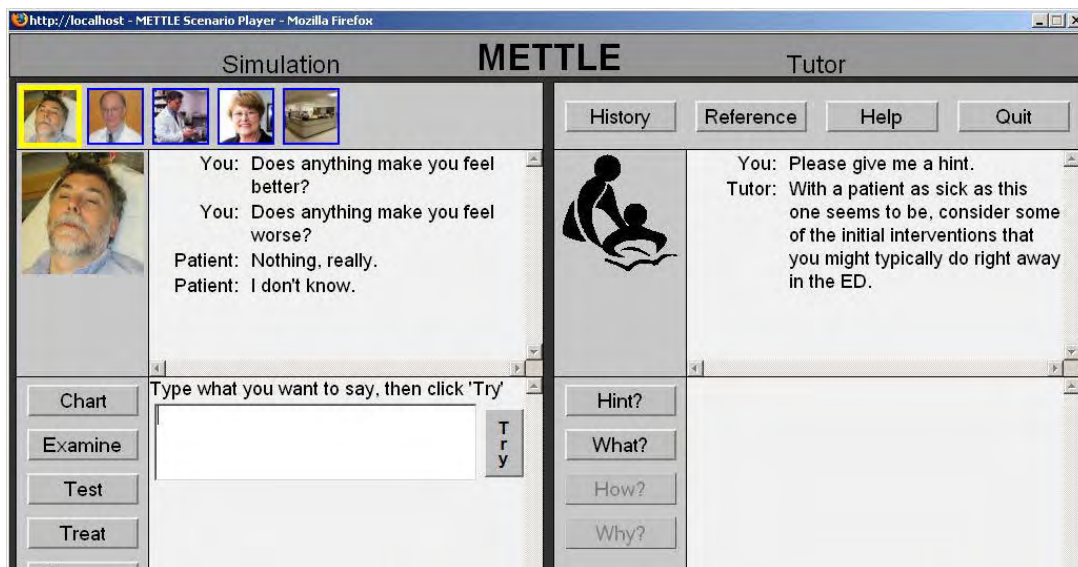 http://localhost - METTLE Scenario Player - Mozilla Firefox
METTLE
Simulation
Tutor
History
Reference
Help
Quit
You: Does anything make you feel
better?
You: Does anything make you feel
worse?
Patient: Nothing, really.
Patient: I don't know.
You: Please give me a hint.
Tutor: With a patient as sick as this
one seems to be, consider some
of the initial interventions that
you might typically do right away
in the ED.
Chart
Examine
Test
Treat
Type what you want to say, then click 'Try'
Try
Hint?
What?
How?
Why?